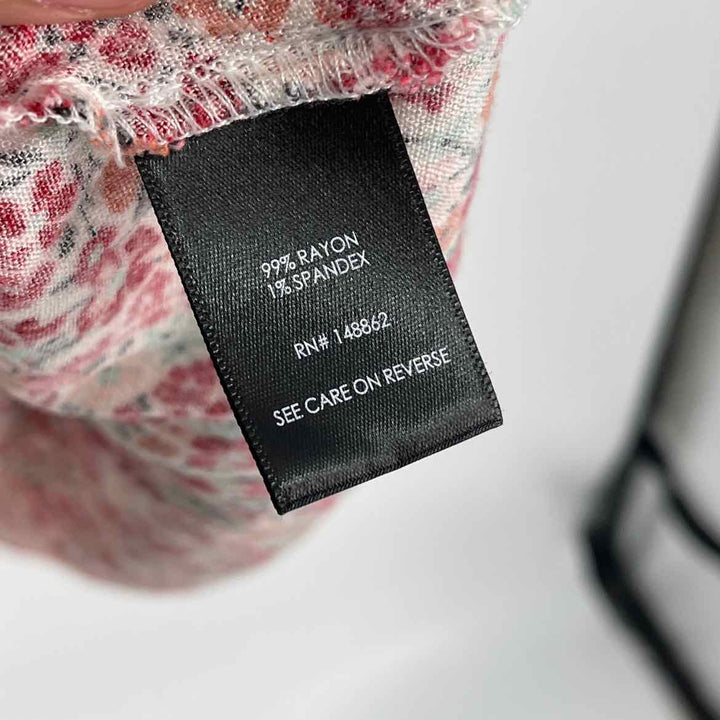 99% RAYON
1% SPANDEX
RN# 148862
SEE CARE ON REVERSE